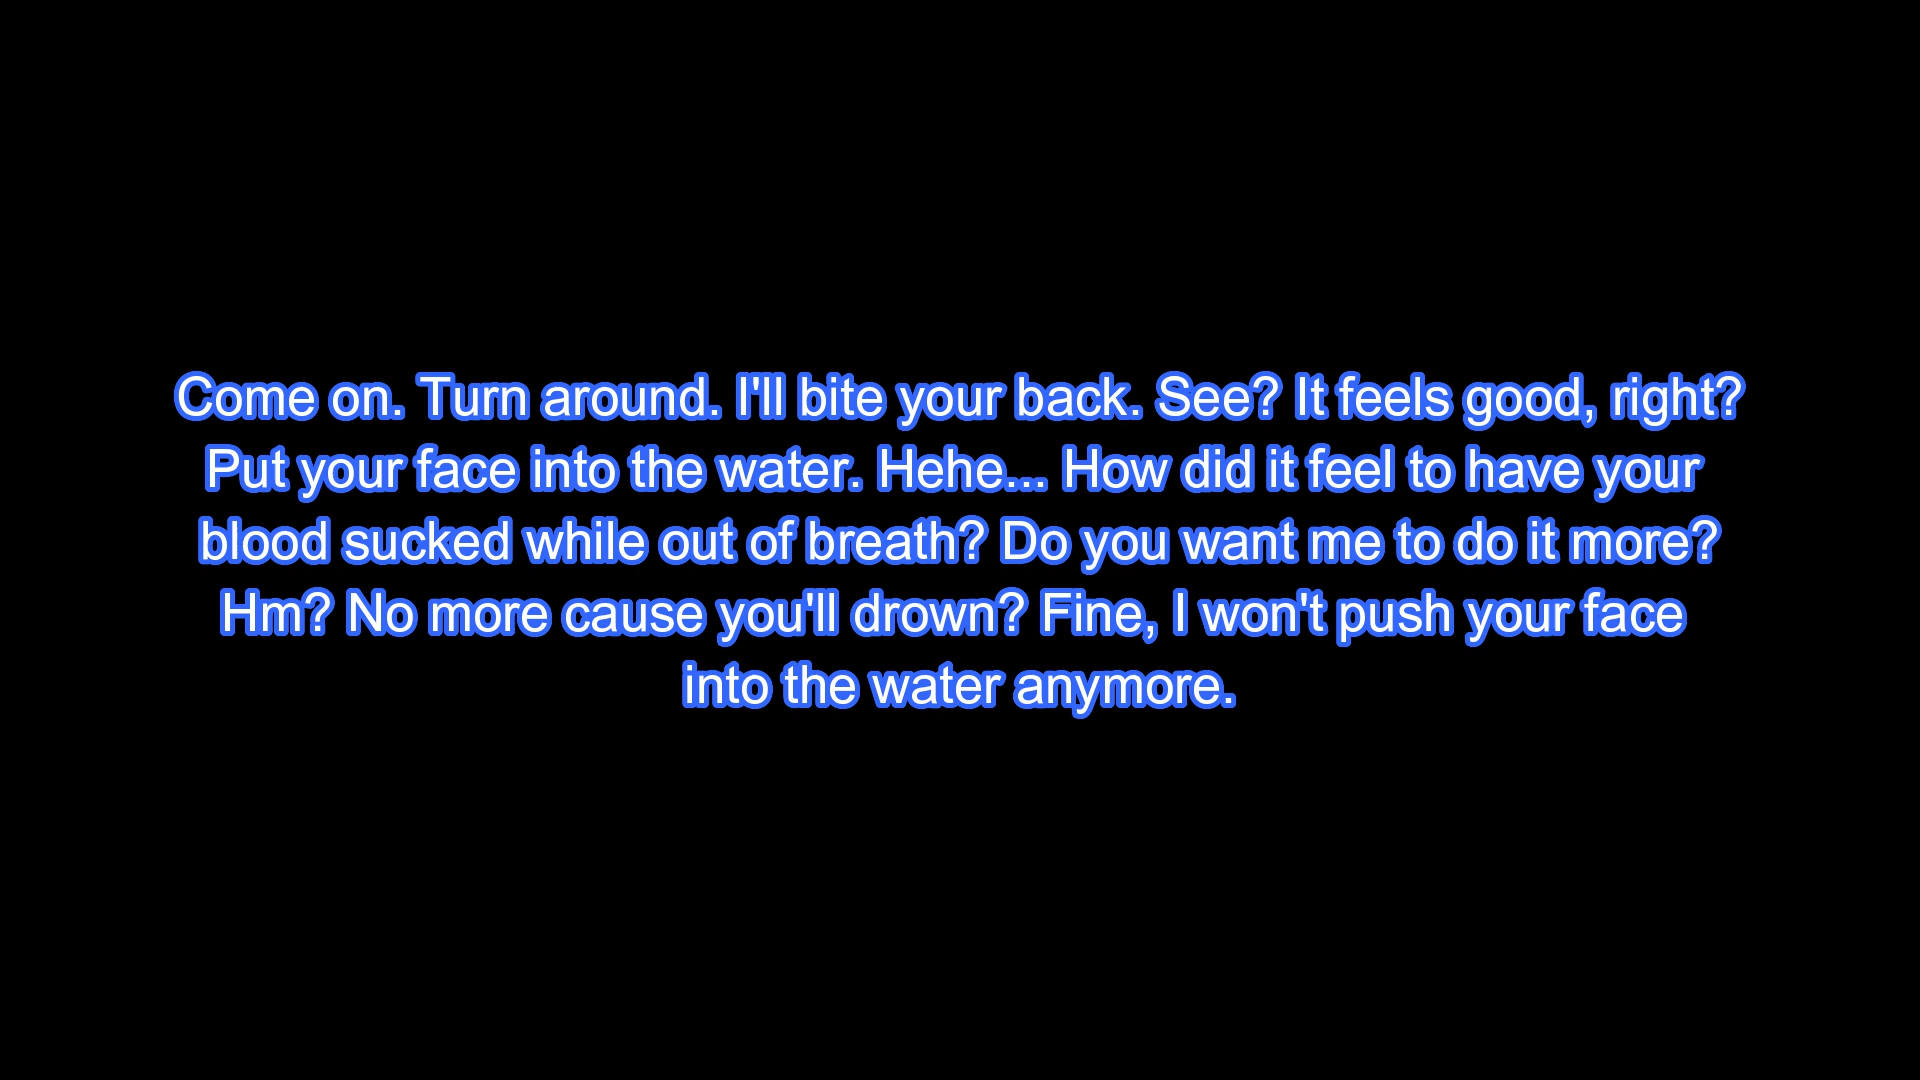 Come on. Turn around. I'll bite your back. See? It feels good, right?
Put your face into the water. Hehe... How did it feel to have your
blood sucked while out of breath? Do you want me to do it more?
Hm? No more cause you'll drown? Fine, I won't push your face
into the water anymore.